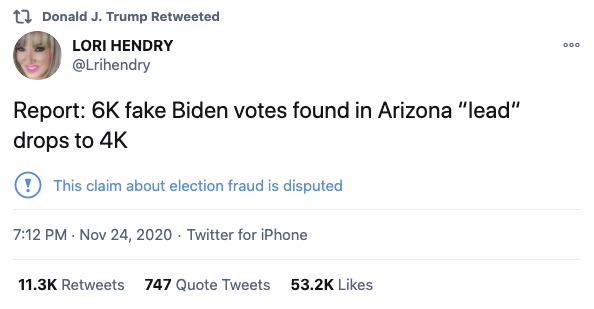 Donald J. Trump Retweeted
LORI HENDRY
@Lrihendry
Report: 6K fake Biden votes found in Arizona “lead”
drops to 4K
This claim about election fraud is disputed
7:12 PM · Nov 24, 2020 · Twitter for iPhone
11.3K Retweets 747 Quote Tweets 53.2K Likes